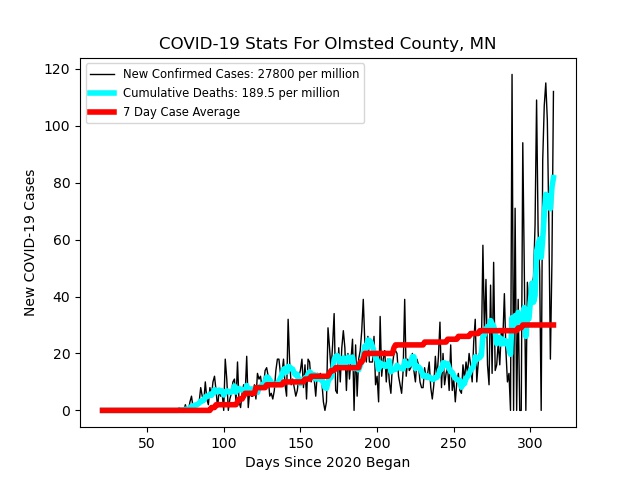 COVID-19 Stats For Olmsted County, MN
New Confirmed Cases: 27800 per million
Cumulative Deaths: 189.5 per million
7 Day Case Average
New COVID-19 Cases
120
100
80
60
40
20
0
50 100 150 200 250 300
Days Since 2020 Began